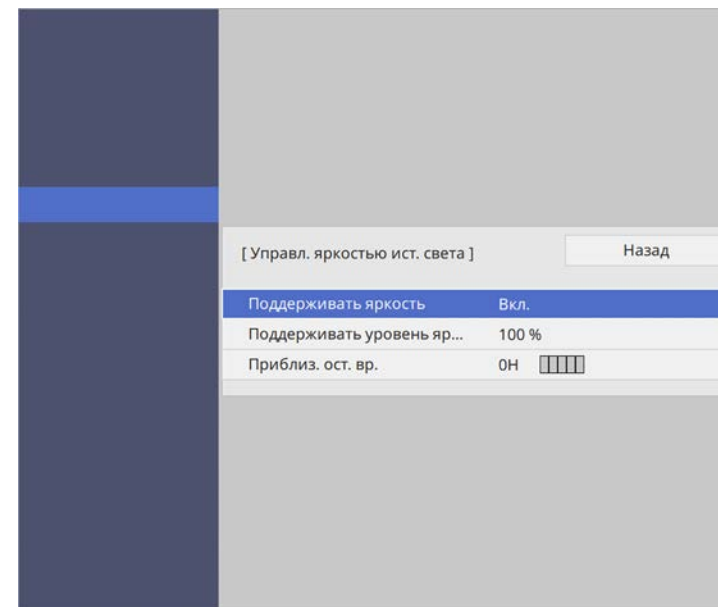 [ Управл. яркостью ист. света ] Назад
Поддерживать яркость Вкл.
Поддерживать уровень яр... 100 %
Приблиз. ост. вр. 0H